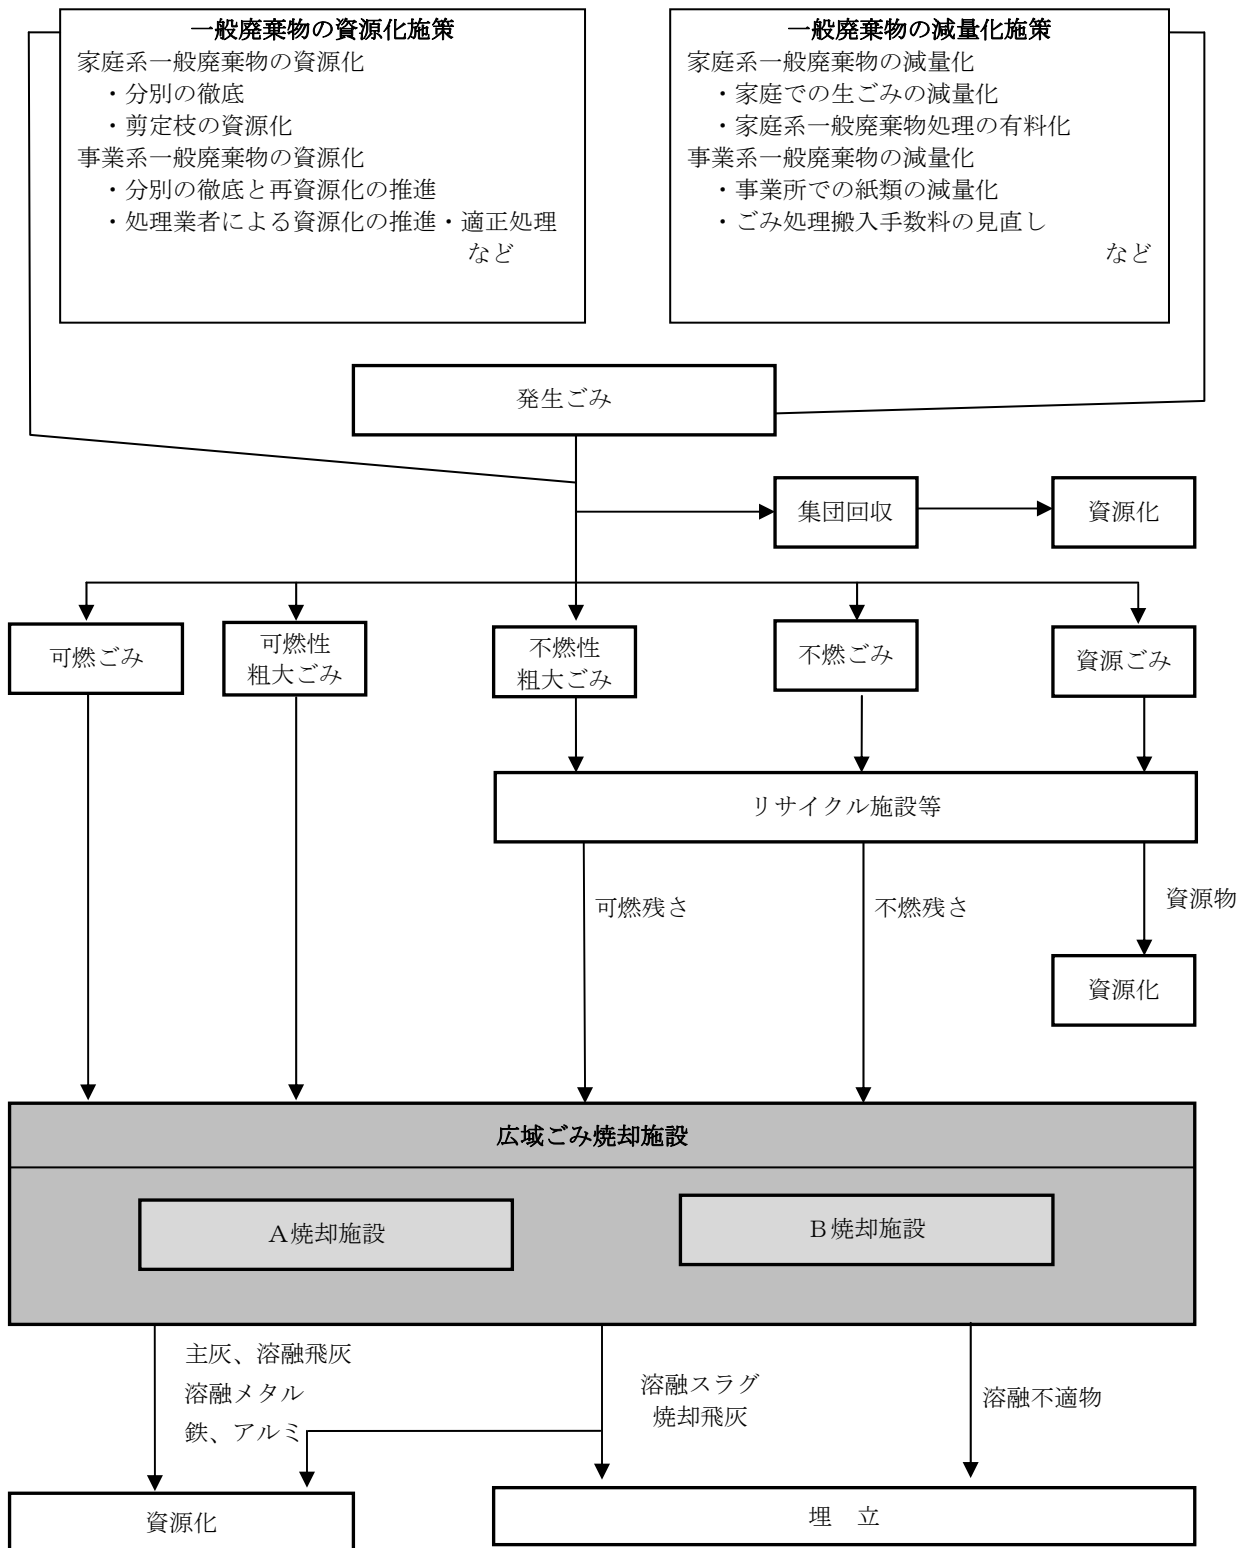 一般廃棄物の資源化施策
家庭系一般廃棄物の資源化
・分別の徹底
・剪定枝の資源化
事業系一般廃棄物の資源化
・分別の徹底と再資源化の推進
・処理業者による資源化の推進・適正処理
など
一般廃棄物の減量化施策
家庭系一般廃棄物の減量化
・家庭での生ごみの減量化
・家庭系一般廃棄物処理の有料化
事業系一般廃棄物の減量化
・事業所での紙類の減量化
・ごみ処理搬入手数料の見直し
など
発生ごみ
集団回収
資源化
可燃ごみ
可燃性
粗大ごみ
不燃性
粗大ごみ
不燃ごみ
資源ごみ
リサイクル施設等
可燃残さ
不燃残さ
資源物
資源化
広域ごみ焼却施設
Ａ焼却施設
Ｂ焼却施設
主灰、溶融飛灰
溶融メタル
鉄、アルミ
溶融スラグ
焼却飛灰
溶融不適物
資源化
埋　立